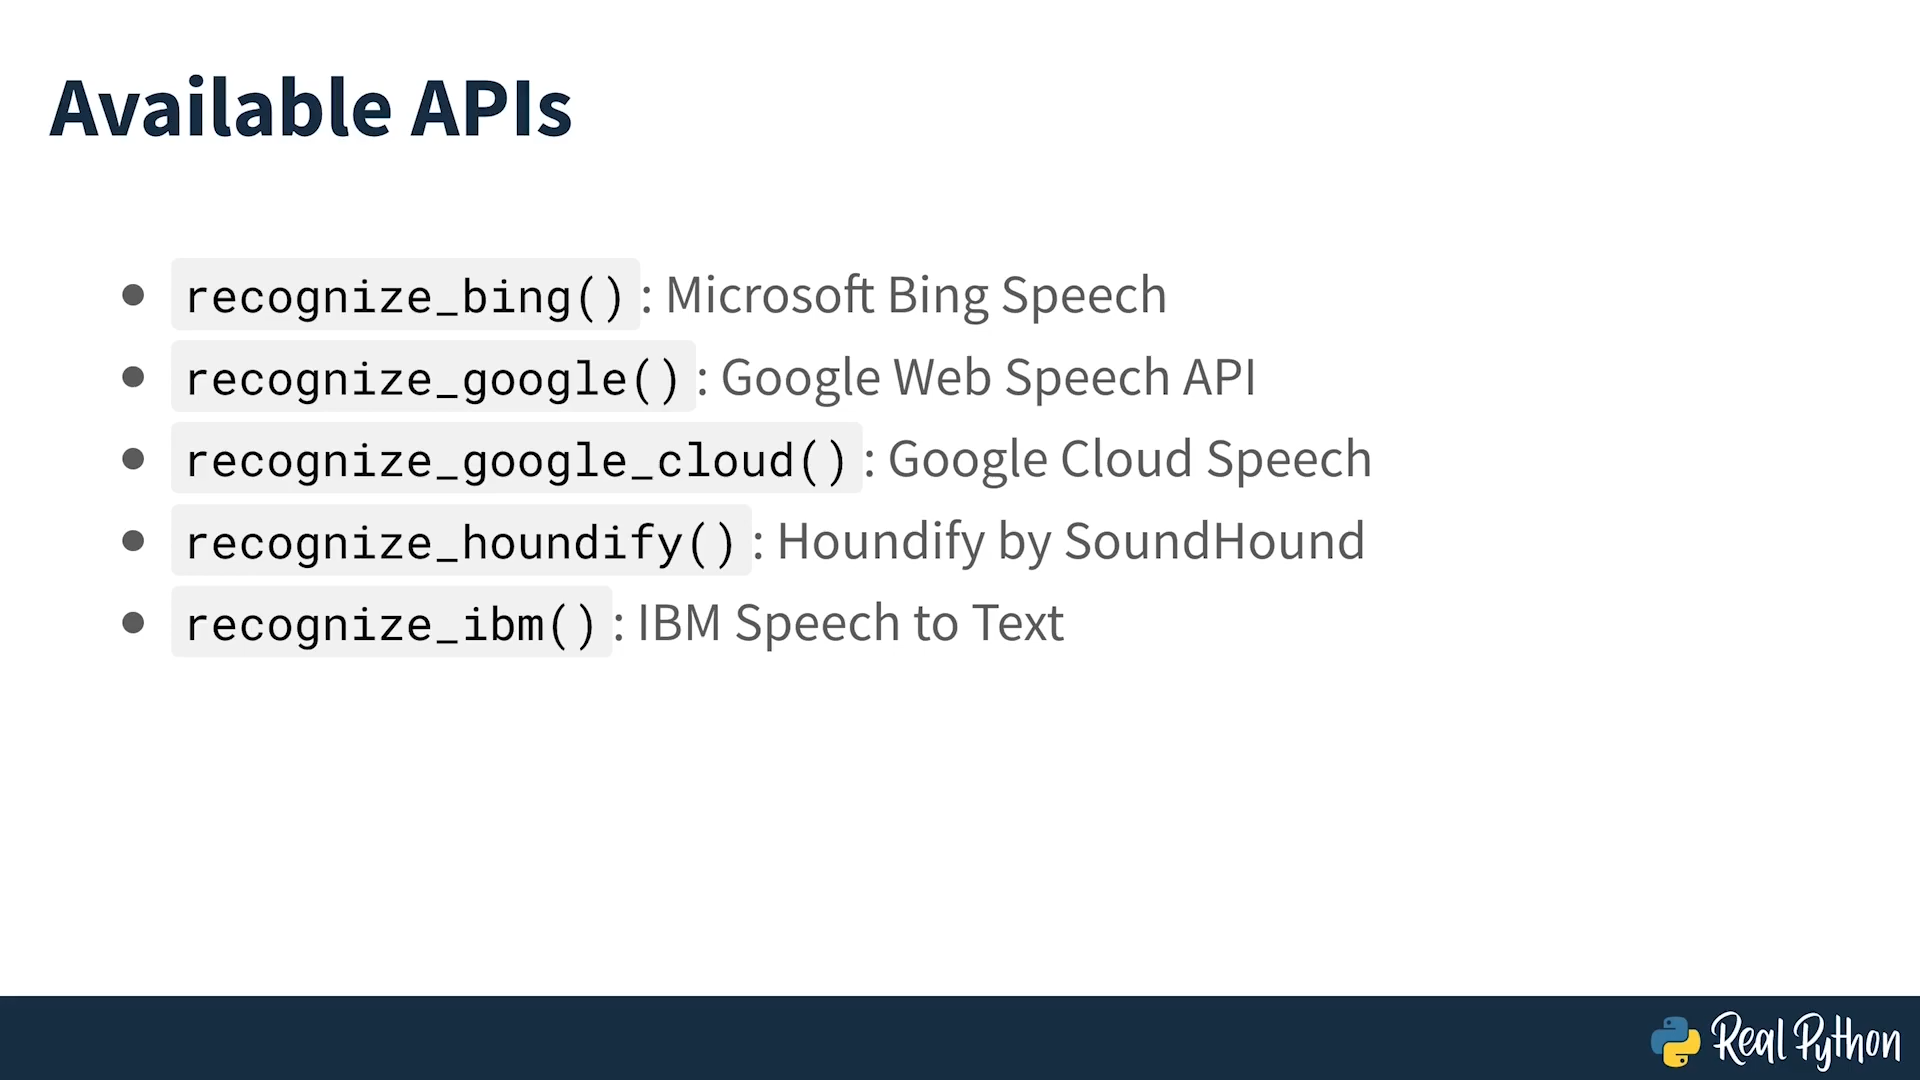 Available APIs
recognize_bing() : Microsoft Bing Speech
recognize_google() : Google Web Speech API
recognize_google_cloud() : Google Cloud Speech
recognize_houndify() : Houndify by SoundHound
recognize_ibm() : IBM Speech to Text
Real Python